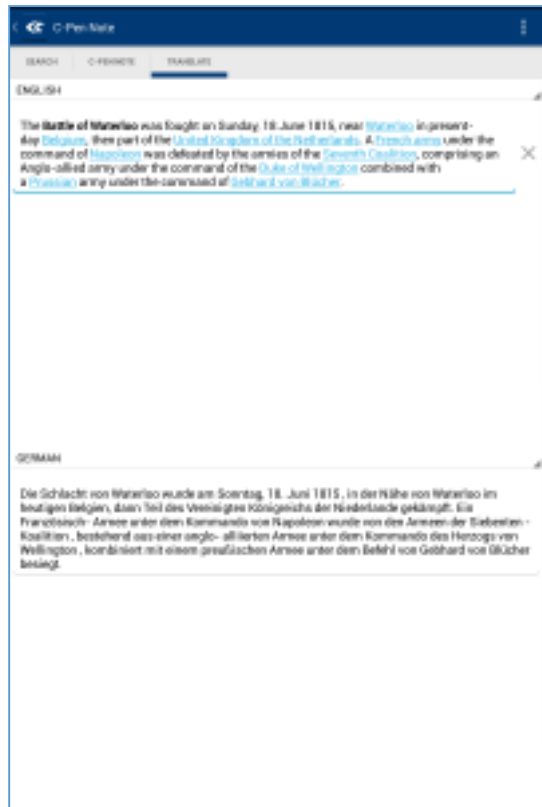 C-Pen Note
SEARCH C-PENNOTE TRANSLATE
ENGLISH
The Battle of Waterloo was fought on Sunday, 18 June 1815, near Waterloo in present-
day Belgium, then part of the United Kingdom of the Netherlands. A French army under the
command of Napoleon was defeated by the armies of the Seventh Coalition, comprising an
Anglo-allied army under the command of the Duke of Wellington combined with
a Prussian army under the command of Gebhard von Blücher.
GERMAN
Die Schlacht von Waterloo wurde am Sonntag, 18. Juni 1815 , in der Nähe von Waterloo im
heutigen Belgien, dann Teil des Vereinigten Königreichs der Niederlande gekämpft. Ein
Französisch- Armee unter dem Kommando von Napoleon wurde von den Armeen der Siebenten -
Koalition , bestehend aus einer anglo- alliierten Armee unter dem Kommando des Herzogs von
Wellington , kombiniert mit einem preußischen Armee unter dem Befehl von Gebhard von Blücher
besiegt.